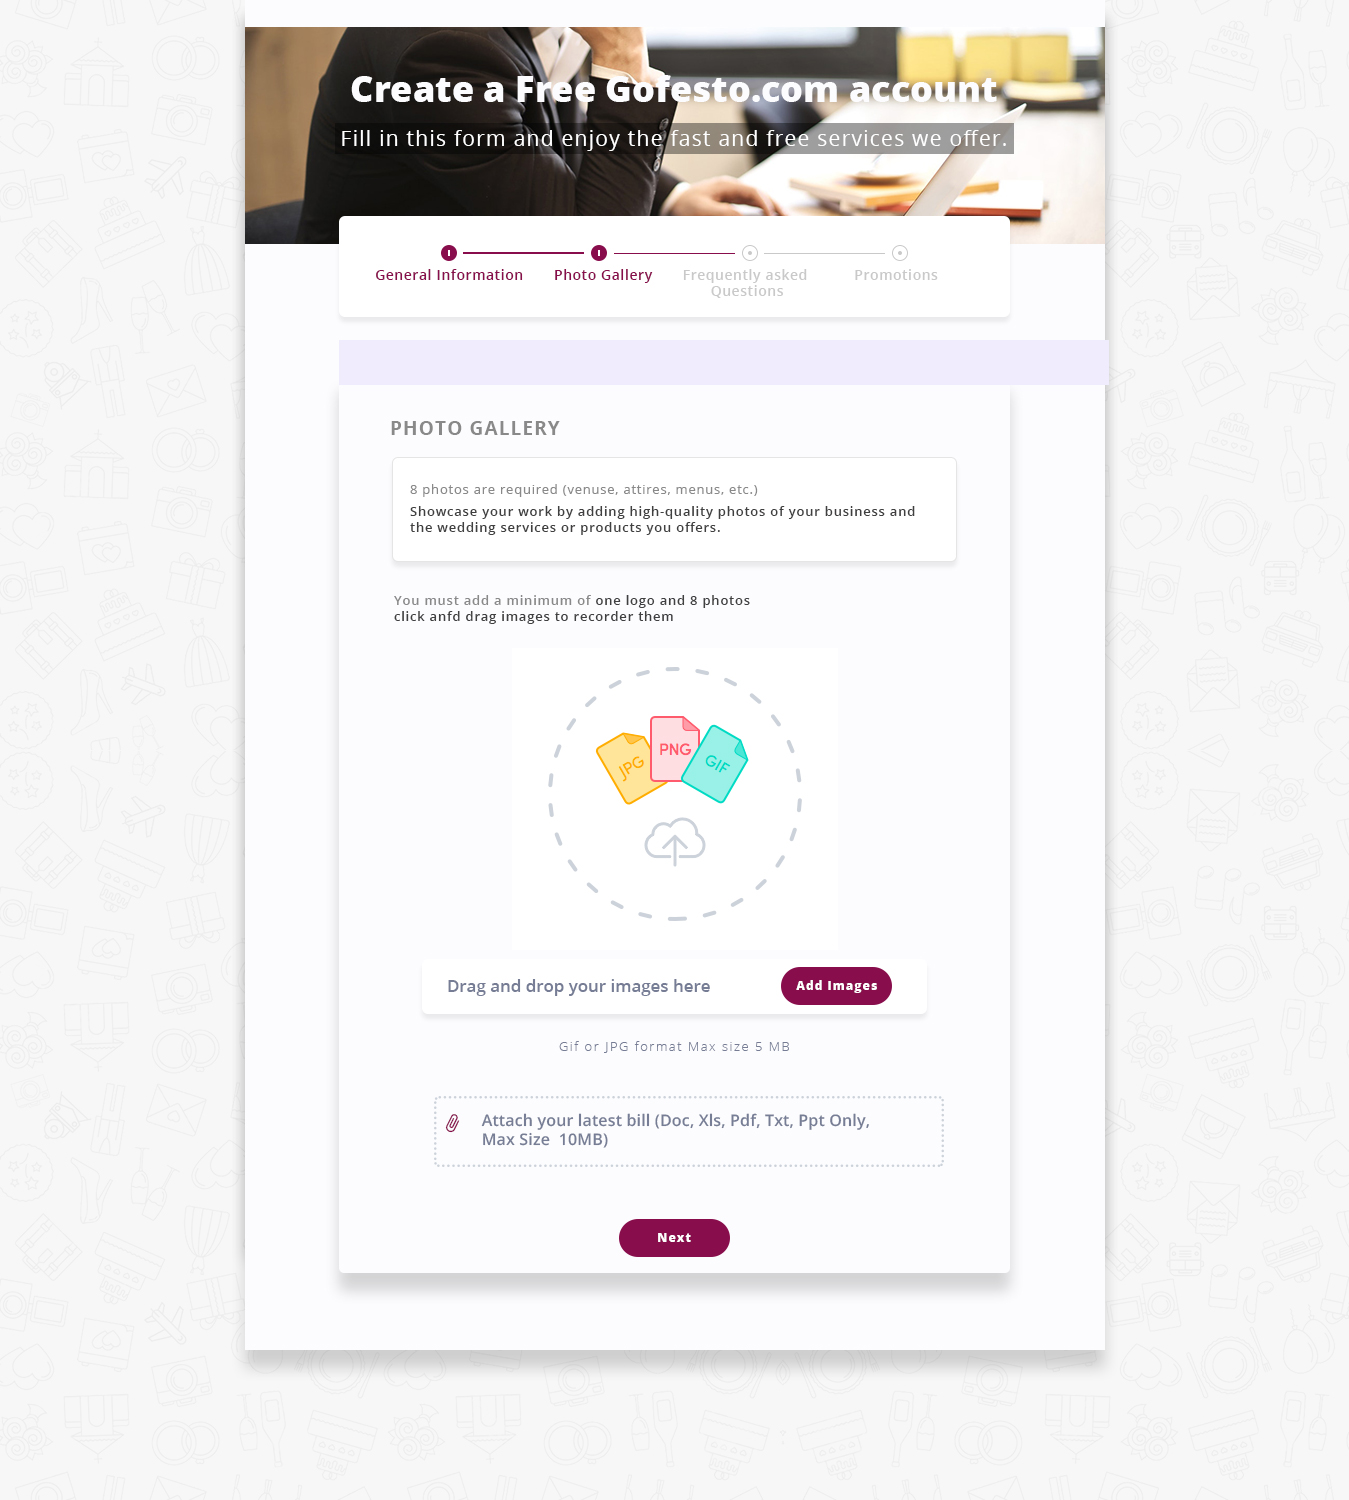 Create a Free Gofesto.com account
Fill in this form and enjoy the fast and free services we offer.
General Information
Photo Gallery
Frequently asked
Questions
Promotions
PHOTO GALLERY
8 photos are required (venuse, attires, menus, etc.)
Showcase your work by adding high-quality photos of your business and
the wedding services or products you offers.
You must add a minimum of one logo and 8 photos
click anfd drag images to recorder them
JPG
PNG
GIF
Drag and drop your images here
Add Images
Gif or JPG format Max size 5 MB
Attach your latest bill (Doc, Xls, Pdf, Txt, Ppt Only,
Max Size 10MB)
Next